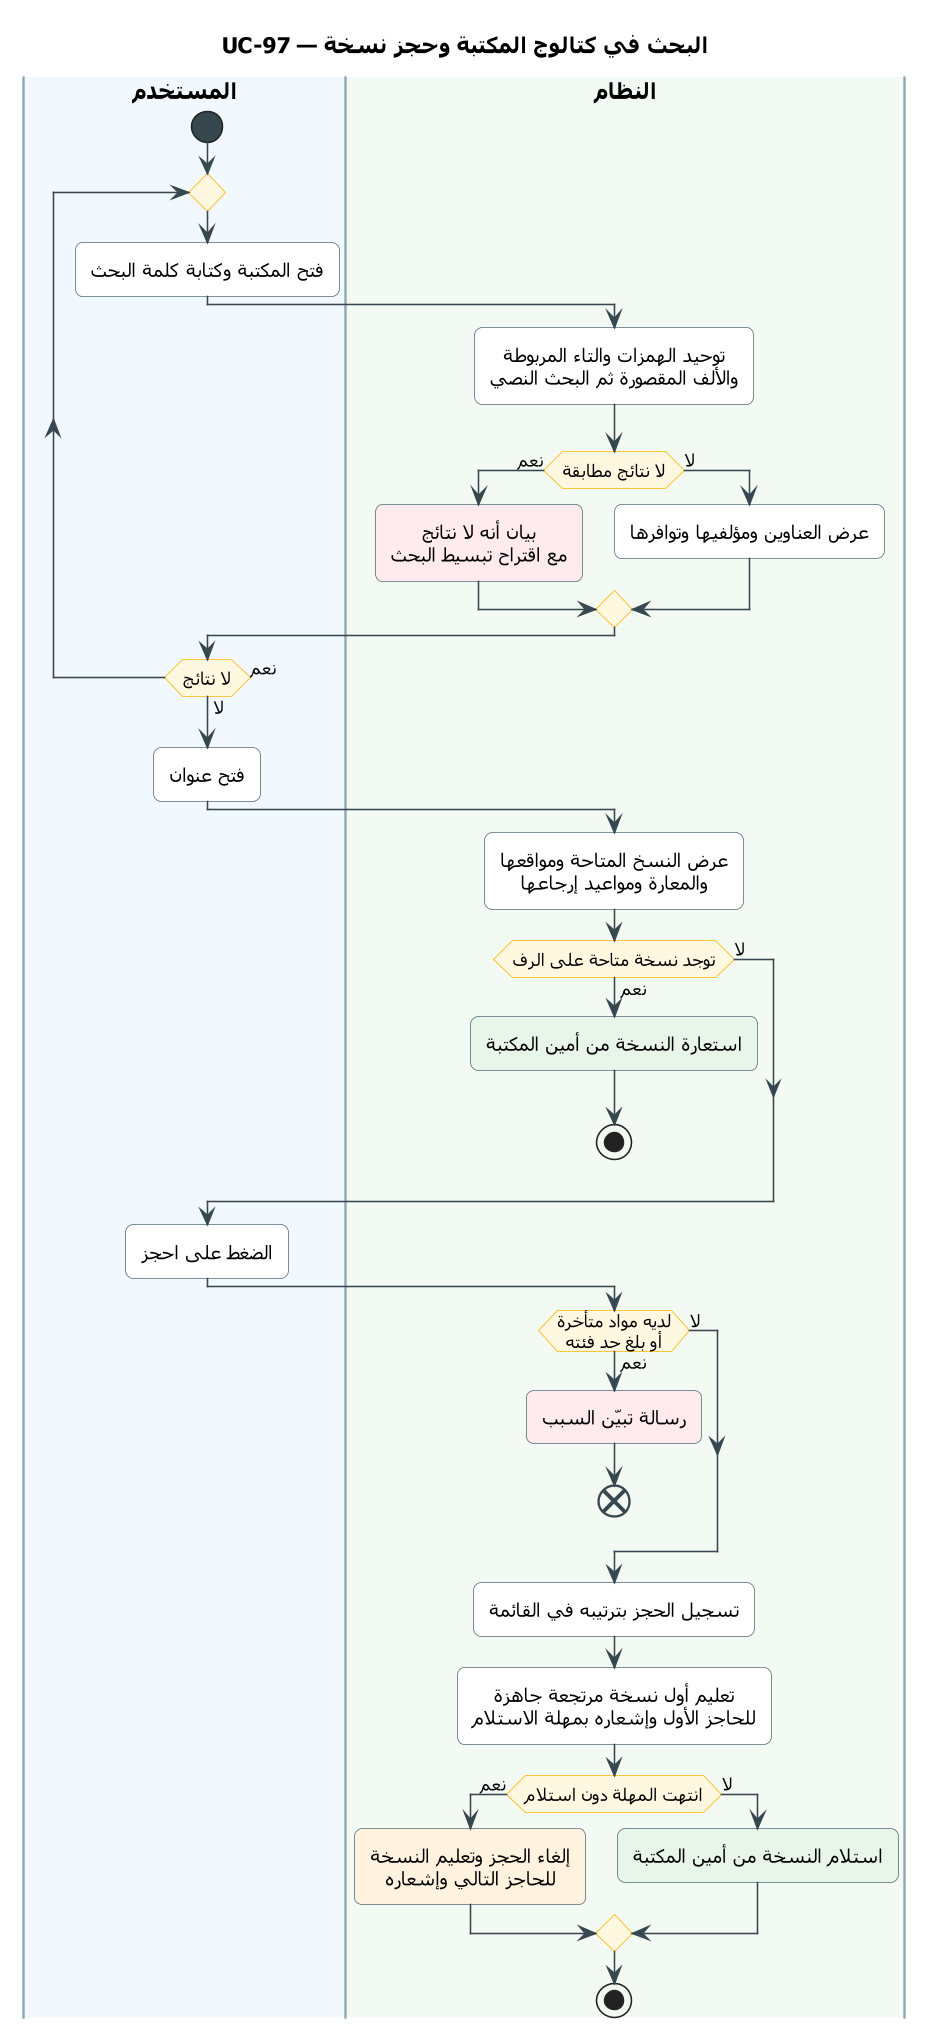 البحث في كتالوج المكتبة وحجز نسخة — UC-97
المستخدم
النظام
فتح المكتبة وكتابة كلمة البحث
توحيد الهمزات والتاء المربوطة
والألف المقصورة ثم البحث النصي
لا نتائج مطابقة
نعم
لا
بيان أنه لا نتائج
مع اقتراح تبسيط البحث
عرض العناوين ومؤلفيها وتوافرها
لا نتائج
نعم
لا
فتح عنوان
عرض النسخ المتاحة ومواقعها
والمعارة ومواعيد إرجاعها
توجد نسخة متاحة على الرف
لا
نعم
استعارة النسخة من أمين المكتبة
الضغط على احجز
لديه مواد متأخرة
أو بلغ حد فئته
لا
نعم
رسالة تبيّن السبب
تسجيل الحجز بترتيبه في القائمة
تعليم أول نسخة مرتجعة جاهزة
للحاجز الأول وإشعاره بمهلة الاستلام
انتهت المهلة دون استلام
نعم
لا
إلغاء الحجز وتعليم النسخة
للحاجز التالي وإشعاره
استلام النسخة من أمين المكتبة